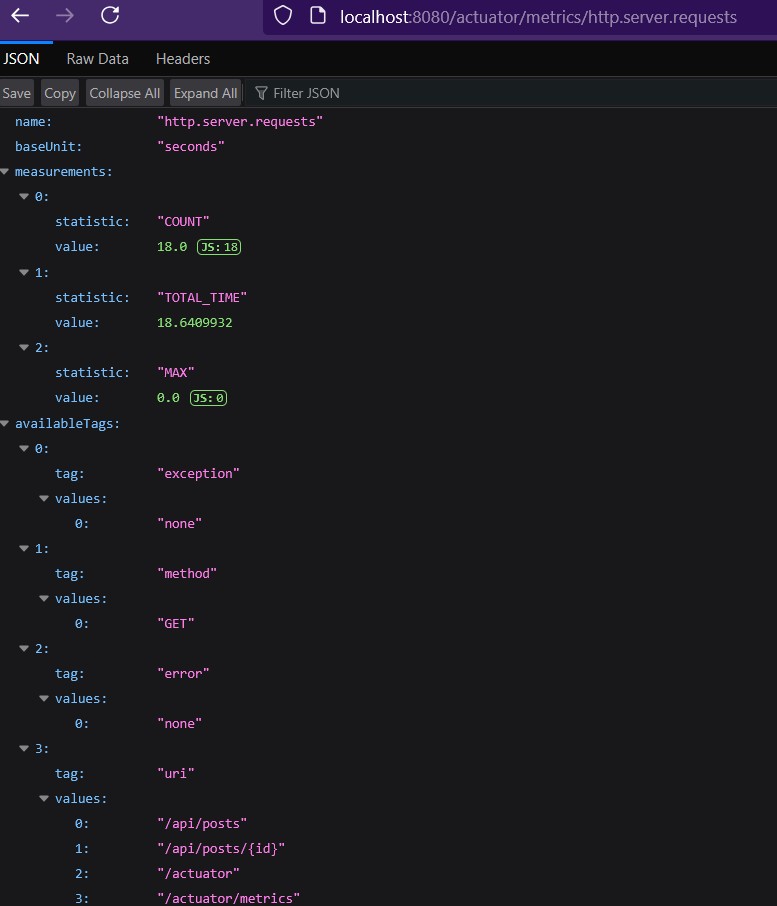 localhost:8080/actuator/metrics/http.server.requests
JSON Raw Data Headers
Save Copy Collapse All Expand All Filter JSON
name: "http.server.requests"
baseUnit: "seconds"
measurements:
0:
statistic: "COUNT"
value: 18.0 JS:18
1:
statistic: "TOTAL_TIME"
value: 18.6409932
2:
statistic: "MAX"
value: 0.0 JS:0
availableTags:
0:
tag: "exception"
values:
0: "none"
1:
tag: "method"
values:
0: "GET"
2:
tag: "error"
values:
0: "none"
3:
tag: "uri"
values:
0: "/api/posts"
1: "/api/posts/{id}"
2: "/actuator"
3: "/actuator/metrics"